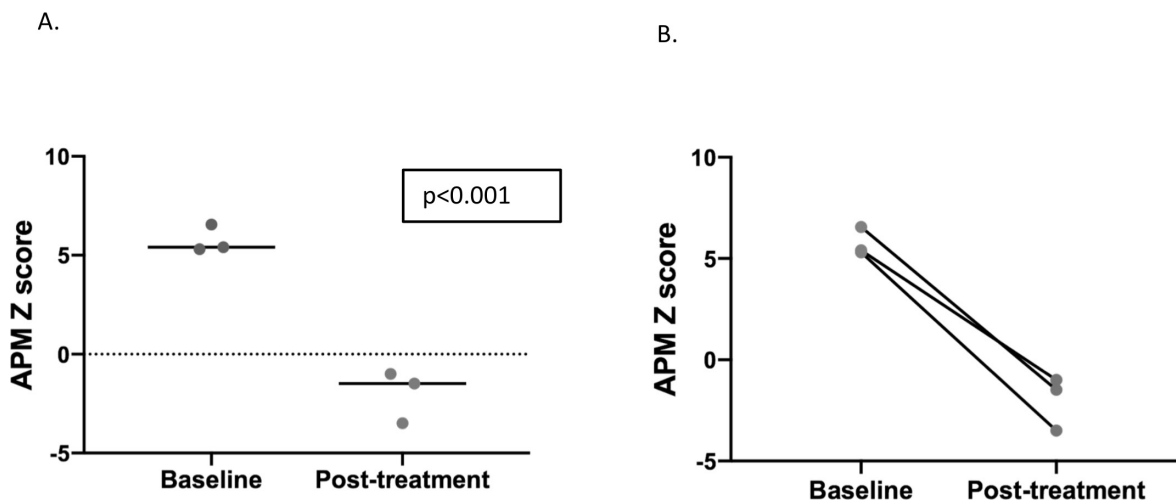 A.
10
5
0
-5
APM Z score
p<0.001
Baseline
Post-treatment
B.
10
5
0
-5
APM Z score
Baseline
Post-treatment